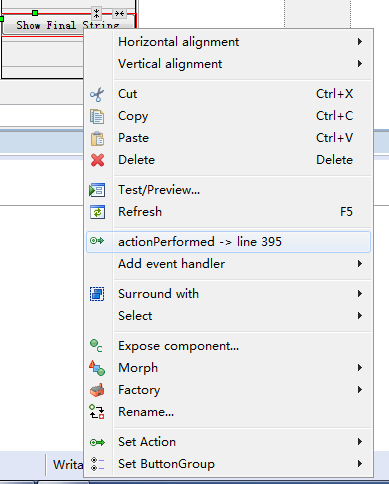 Show Final String
Horizontal alignment
Vertical alignment
Cut Ctrl+X
Copy Ctrl+C
Paste Ctrl+V
Delete Delete
Test/Preview...
Refresh F5
actionPerformed -> line 395
Add event handler
Surround with
Select
Expose component...
Morph
Factory
Rename...
Set Action
Writa
Set ButtonGroup